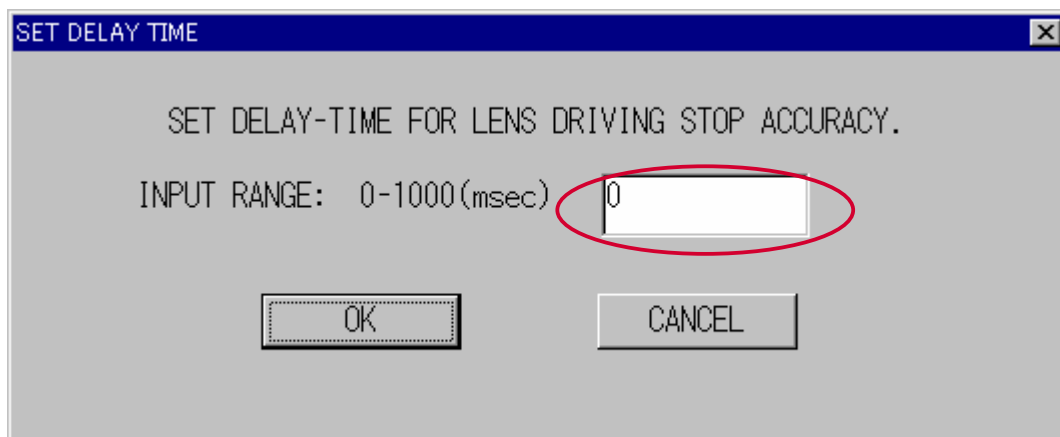 SET DELAY TIME
SET DELAY-TIME FOR LENS DRIVING STOP ACCURACY.
INPUT RANGE: 0-1000(msec) 0
OK CANCEL